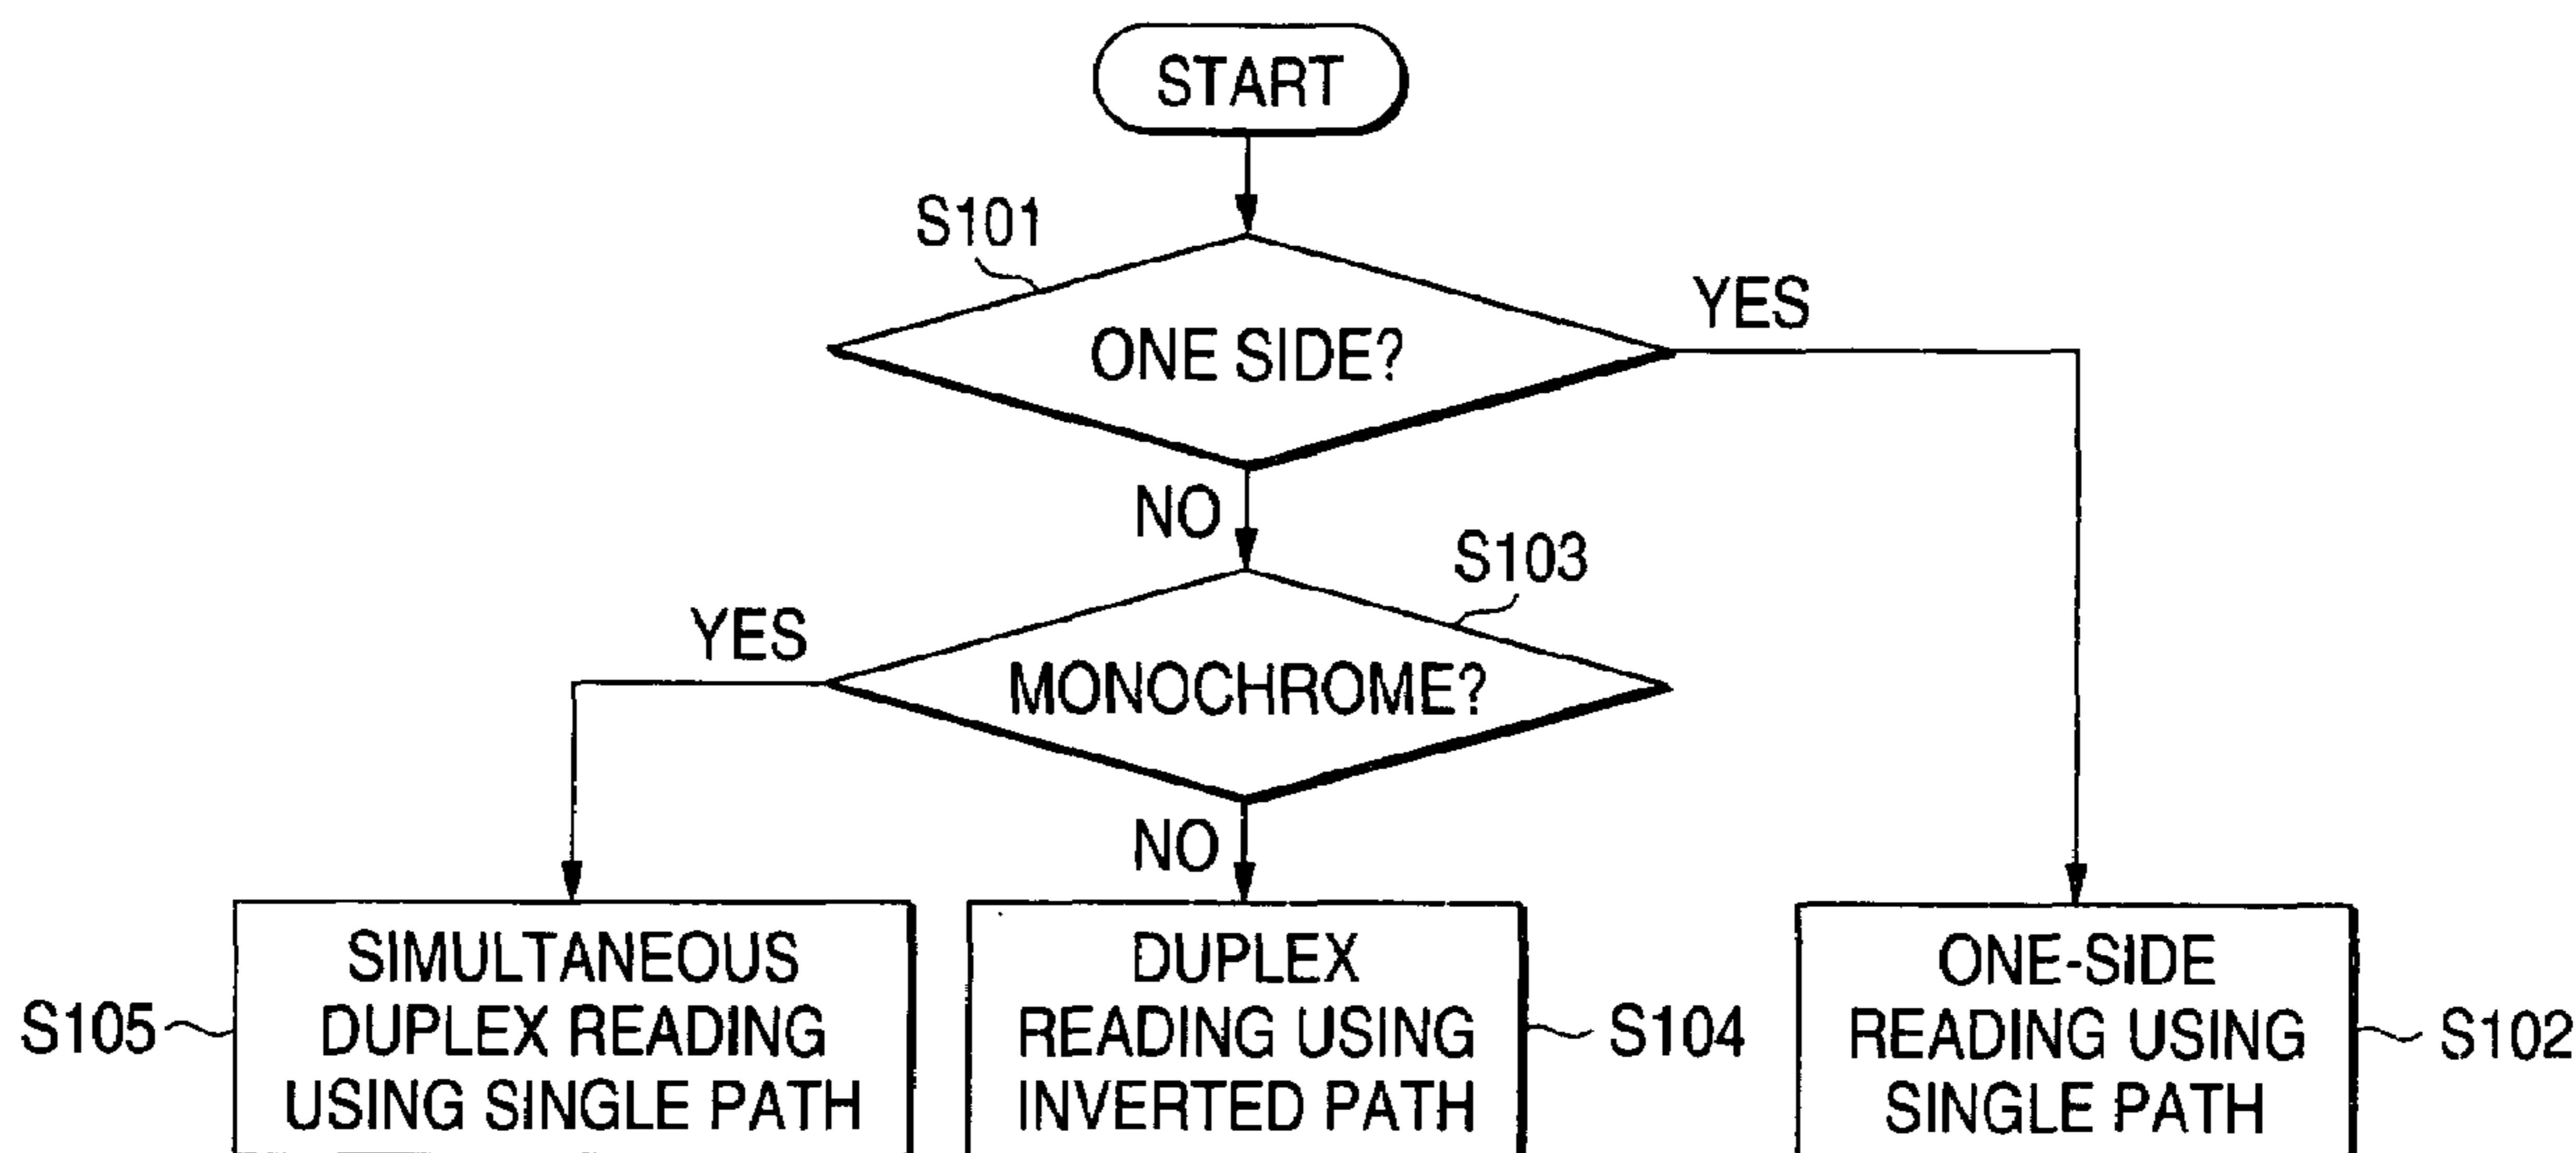 START
S101
ONE SIDE?
YES
NO
S103
YES
MONOCHROME?
NO
S105
SIMULTANEOUS
DUPLEX READING
USING SINGLE PATH
DUPLEX
READING USING
INVERTED PATH
S104
ONE-SIDE
READING USING
SINGLE PATH
S102